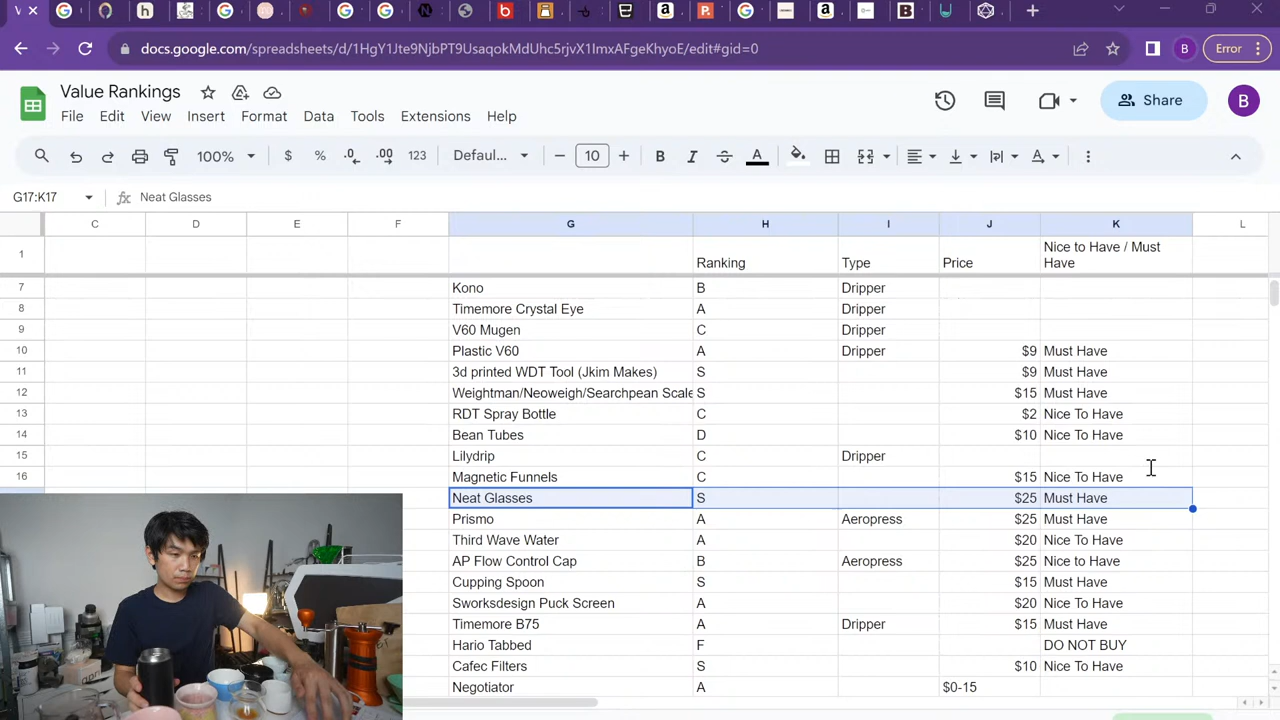 docs.google.com/spreadsheets/d/1HgY1Jte9NjbPT9UsaqokMdUhc5rjvX1ImxAFgeKhyoE/edit#gid=0
B
Error
Value Rankings
File Edit View Insert Format Data Tools Extensions Help
Share
B
100% $ % .0 .00 123 Defaul... 10 B I A
G17:K17 fx Neat Glasses
C D E F G H I J K L
Nice to Have / Must
1 Ranking Type Price Have
7 Kono B Dripper
8 Timemore Crystal Eye A Dripper
9 V60 Mugen C Dripper
10 Plastic V60 A Dripper $9 Must Have
11 3d printed WDT Tool (Jkim Makes) S $9 Must Have
12 Weightman/Neoweigh/Searchpean Scale S $15 Must Have
13 RDT Spray Bottle C $2 Nice To Have
14 Bean Tubes D $10 Nice To Have
15 Lilydrip C Dripper
16 Magnetic Funnels C $15 Nice To Have
Neat Glasses S $25 Must Have
Prismo A Aeropress $25 Must Have
Third Wave Water A $20 Nice To Have
AP Flow Control Cap B Aeropress $25 Nice to Have
Cupping Spoon S $15 Must Have
Sworksdesign Puck Screen A $20 Nice To Have
Timemore B75 A Dripper $15 Must Have
Hario Tabbed F DO NOT BUY
Cafec Filters S $10 Nice To Have
Negotiator A $0-15